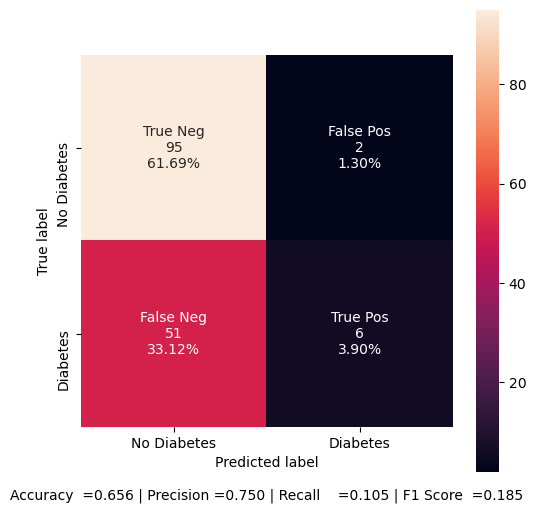 True Neg
95
61.69%
False Pos
2
1.30%
False Neg
51
33.12%
True Pos
6
3.90%
True label
No Diabetes
Diabetes
No Diabetes
Diabetes
Predicted label
80
60
40
20
Accuracy =0.656 | Precision =0.750 | Recall =0.105 | F1 Score =0.185